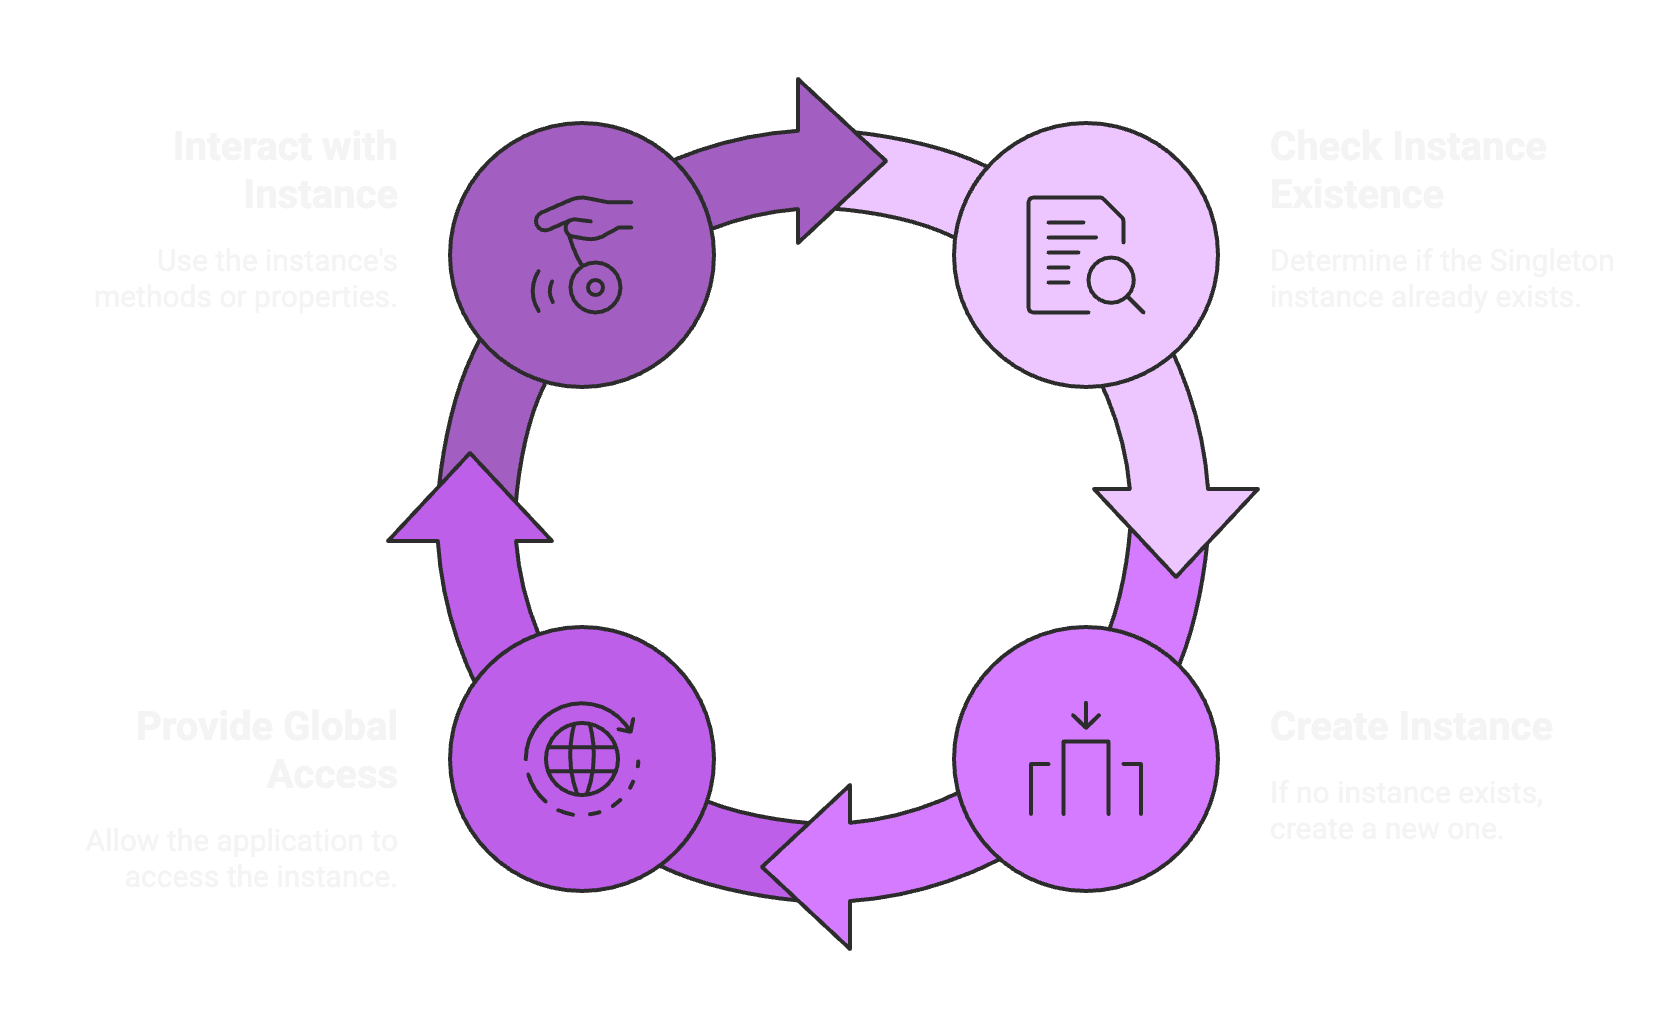 Interact with
Instance
Use the instance's
methods or properties.
Check Instance
Existence
Determine if the Singleton
instance already exists.
Provide Global
Access
Allow the application to
access the instance.
Create Instance
If no instance exists,
create a new one.